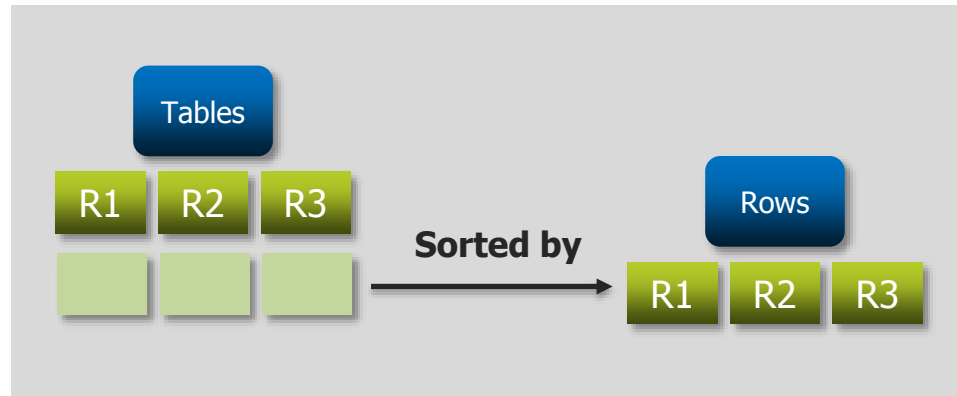 Tables
R1 R2 R3
Sorted by
Rows
R1 R2 R3